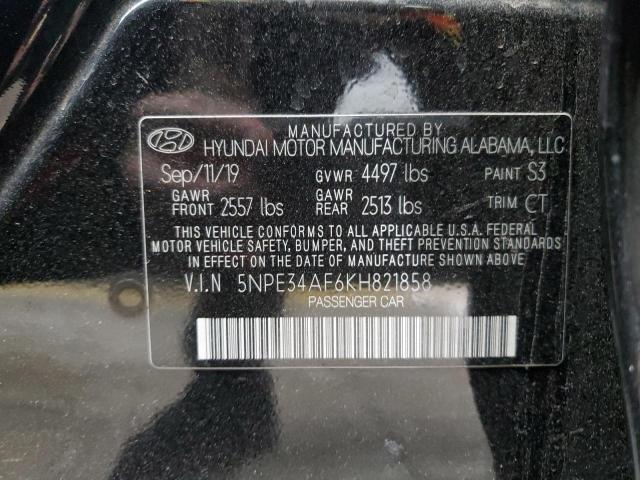 MANUFACTURED BY
HYUNDAI MOTOR MANUFACTURING ALABAMA, LLC
Sep/11/19 GVWR 4497 lbs PAINT S3
GAWR FRONT 2557 lbs GAWR REAR 2513 lbs TRIM CT
THIS VEHICLE CONFORMS TO ALL APPLICABLE U.S.A. FEDERAL
MOTOR VEHICLE SAFETY, BUMPER, AND THEFT PREVENTION STANDARDS
IN EFFECT ON THE DATE OF MANUFACTURE SHOWN ABOVE.
V.I.N 5NPE34AF6KH821858
PASSENGER CAR